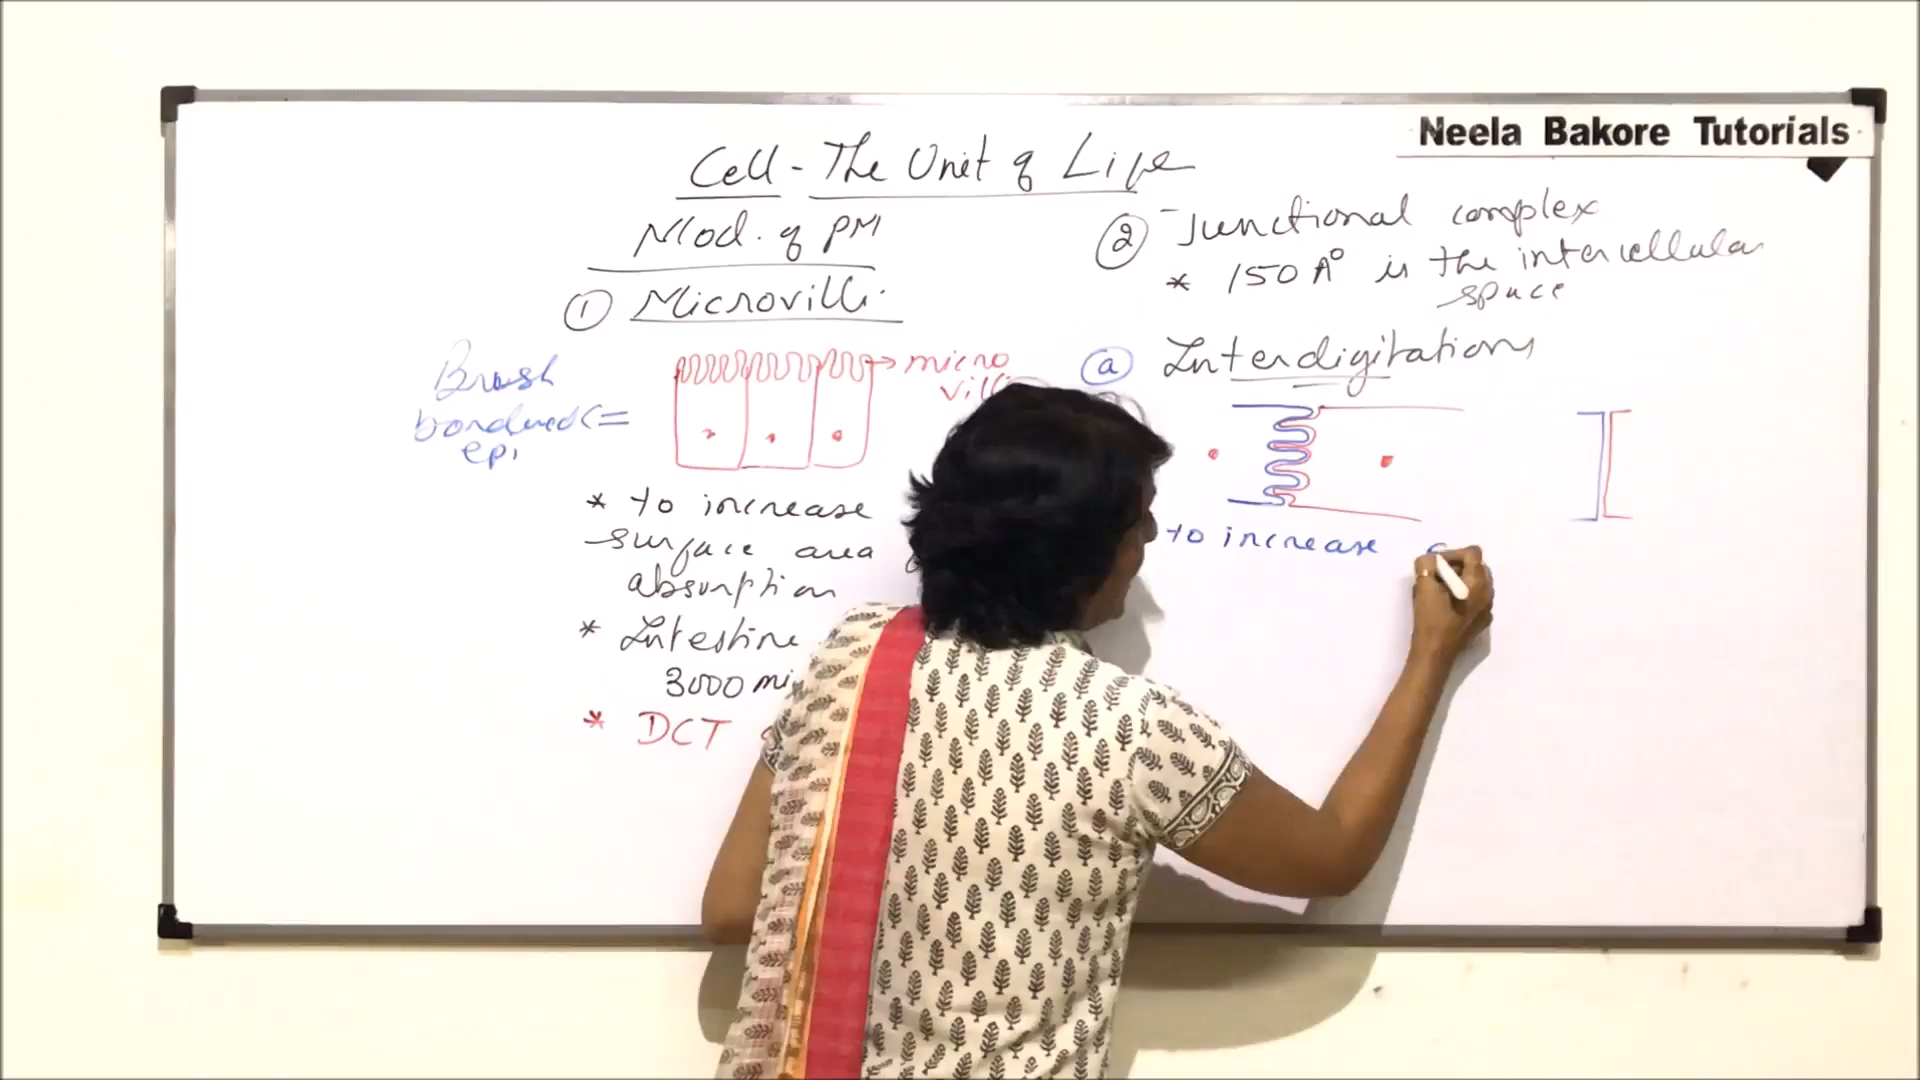 Neela Bakore Tutorials
Cell - The Unit of Life
Mod. of PM
① Microvilli
Brush
bordered
epi
micro
* to increase
surface area
absorption
* Intestine
3000 mi
* DCT
② Junctional complex
* 150 A° is the intercellular
space
ⓐ Interdigitations
to increase